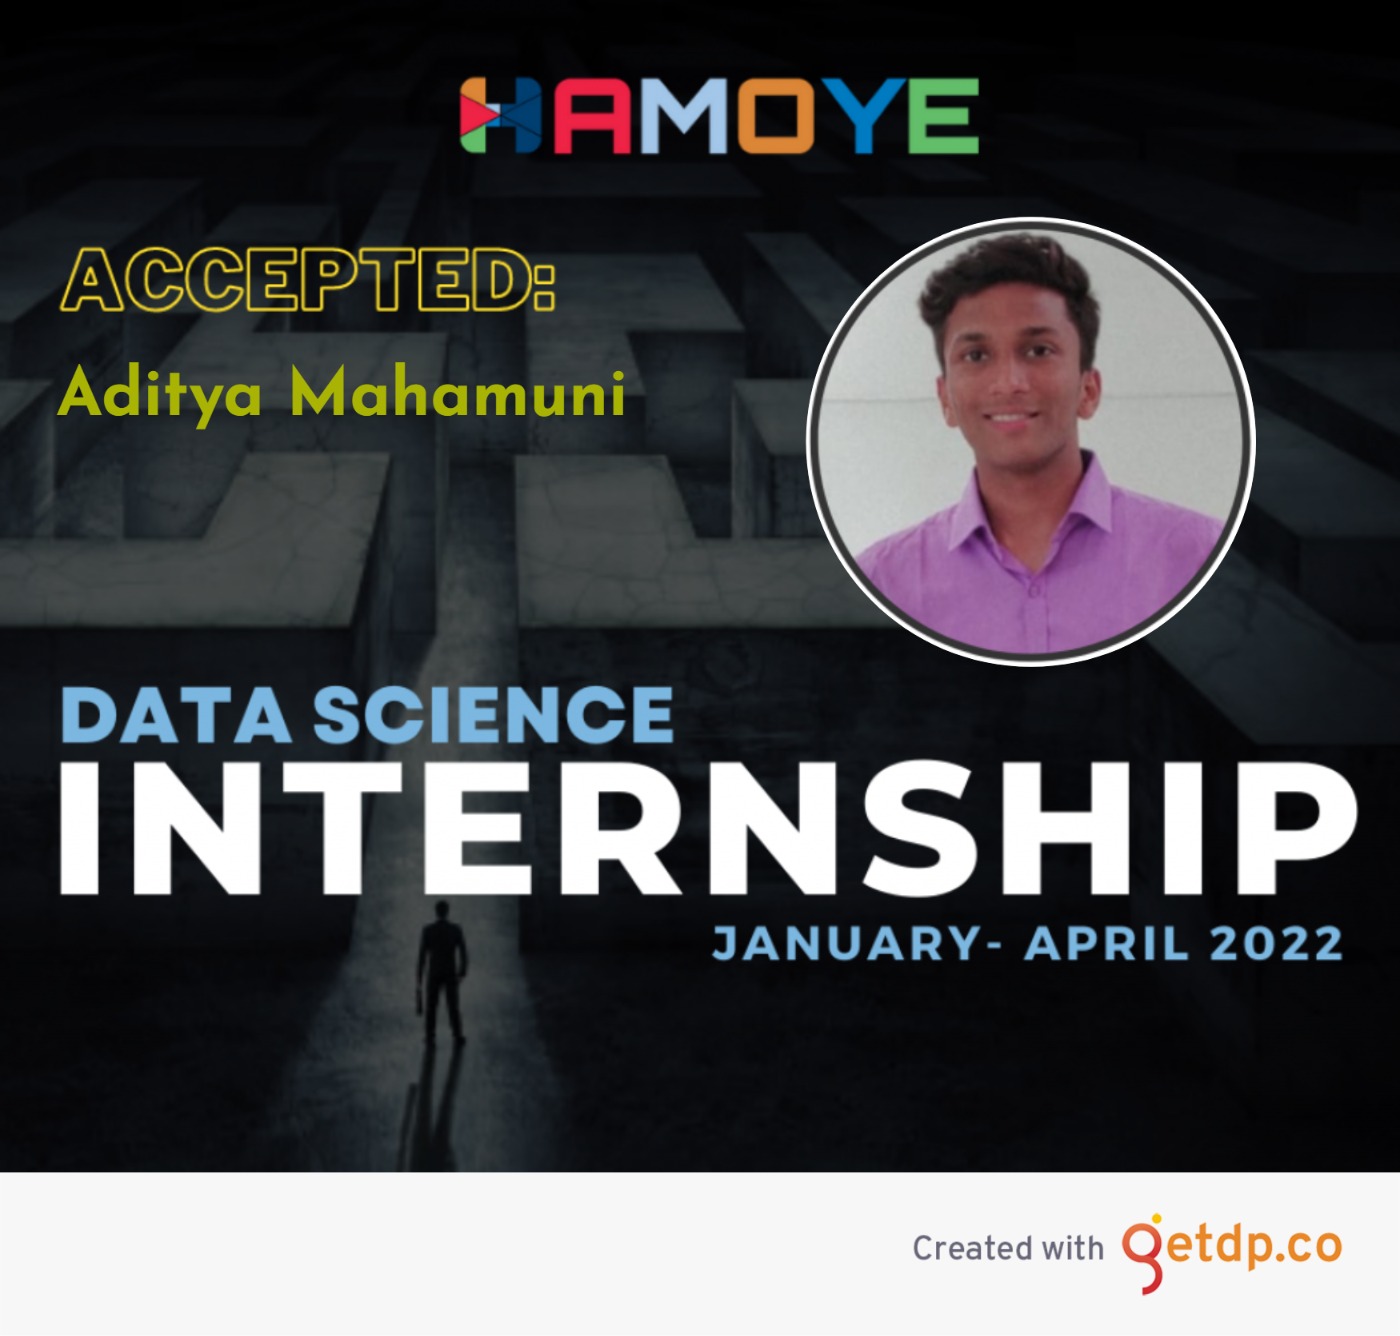 HAMOYE
ACCEPTED:
Aditya Mahamuni
DATA SCIENCE
INTERNSHIP
JANUARY- APRIL 2022
Created with getdp.co